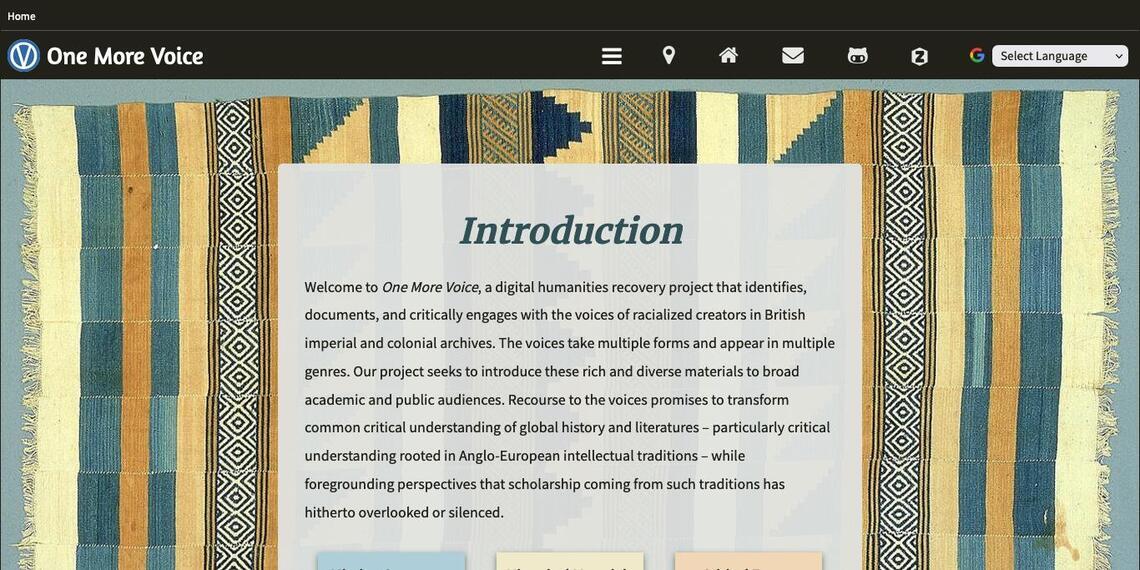 Home
One More Voice
Select Language
Introduction
Welcome to One More Voice, a digital humanities recovery project that identifies,
documents, and critically engages with the voices of racialized creators in British
imperial and colonial archives. The voices take multiple forms and appear in multiple
genres. Our project seeks to introduce these rich and diverse materials to broad
academic and public audiences. Recourse to the voices promises to transform
common critical understanding of global history and literatures – particularly critical
understanding rooted in Anglo-European intellectual traditions – while
foregrounding perspectives that scholarship coming from such traditions has
hitherto overlooked or silenced.